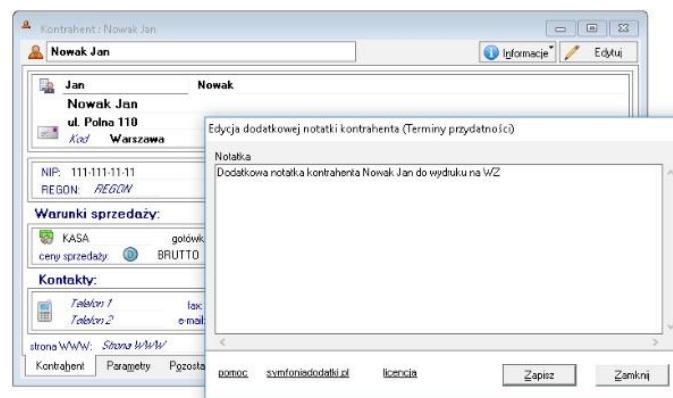 Kontrahent : Nowak Jan
Nowak Jan
Informacje
Edytuj
Jan Nowak
Nowak Jan
ul. Polna 110
Kod Warszawa
NIP: 111-111-11-11
REGON: REGON
Warunki sprzedaży:
KASA gotówk
ceny sprzedaży: BRUTTO
Kontakty:
Telefon 1 fax:
Telefon 2 e-mail:
strona WWW: Strona WWW
Kontrahent Parametry Pozosta
Edycja dodatkowej notatki kontrahenta (Terminy przydatności)
Notatka
Dodatkowa notatka kontrahenta Nowak Jan do wydruku na WZ
pomoc symfoniadodatki.pl licencja Zapisz Zamknij